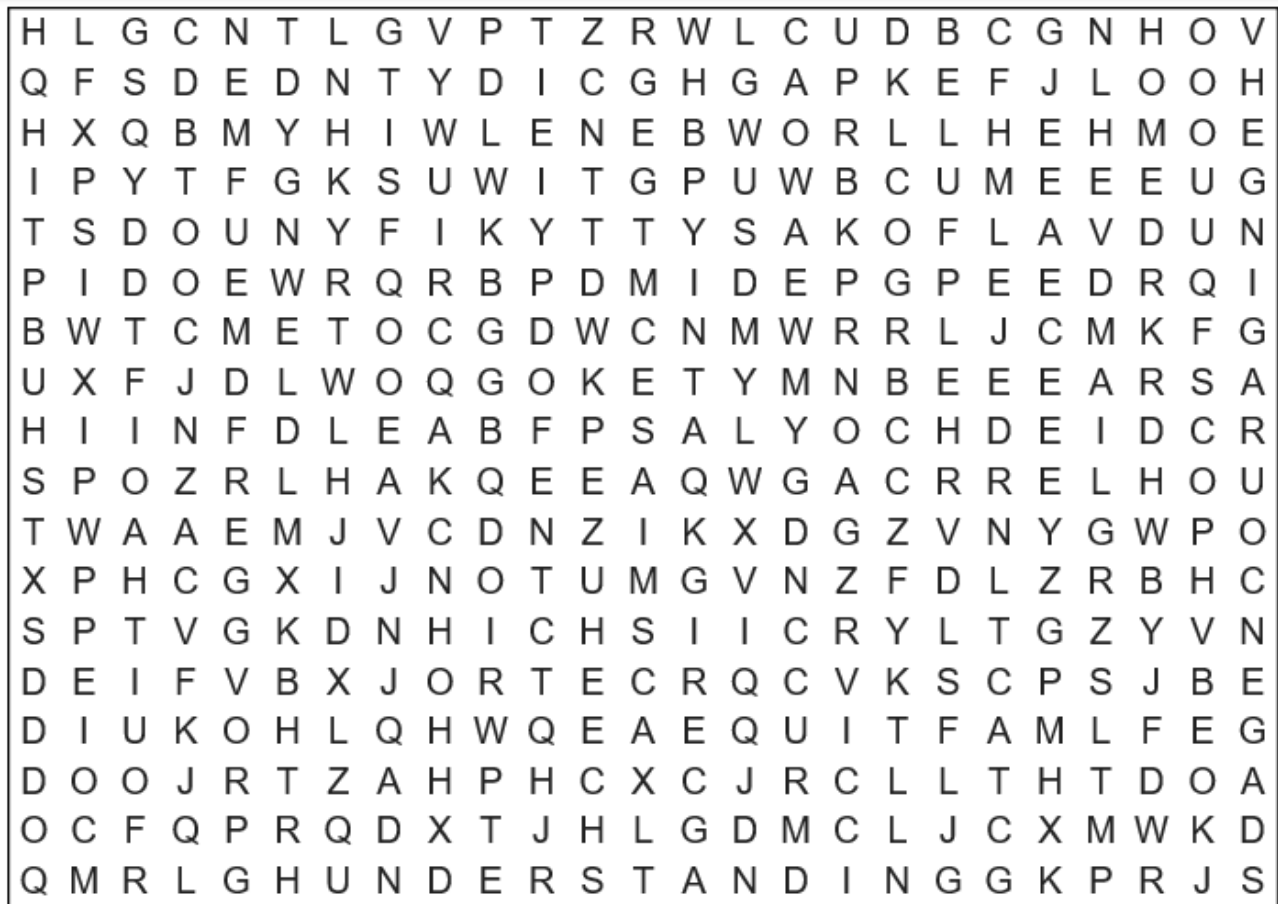 H L G C N T L G V P T Z R W L C U D B C G N H O V
Q F S D E D N T Y D I C G H G A P K E F J L O O H
H X Q B M Y H I W L E N E B W O R L L H E H M O E
I P Y T F G K S U W I T G P U W B C U M E E E U G
T S D O U N Y F I K Y T T Y S A K O F L A V D U N
P I D O E W R Q R B P D M I D E P G P E E D R Q I
B W T C M E T O C G D W C N M W R R L J C M K F G
U X F J D L W O Q G O K E T Y M N B E E E A R S A
H I I N F D L E A B F P S A L Y O C H D E I D C R
S P O Z R L H A K Q E E A Q W G A C R R E L H O U
T W A A E M J V C D N Z I K X D G Z V N Y G W P O
X P H C G X I J N O T U M G V N Z F D L Z R B H C
S P T V G K D N H I C H S I I C R Y L T G Z Y V N
D E I F V B X J O R T E C R Q C V K S C P S J B E
D I U K O H L Q H W Q E A E Q U I T F A M L F E G
D O O J R T Z A H P H C X C J R C L L T H T D O A
O C F Q P R Q D X T J H L G D M C L J C X M W K D
Q M R L G H U N D E R S T A N D I N G G K P R J S